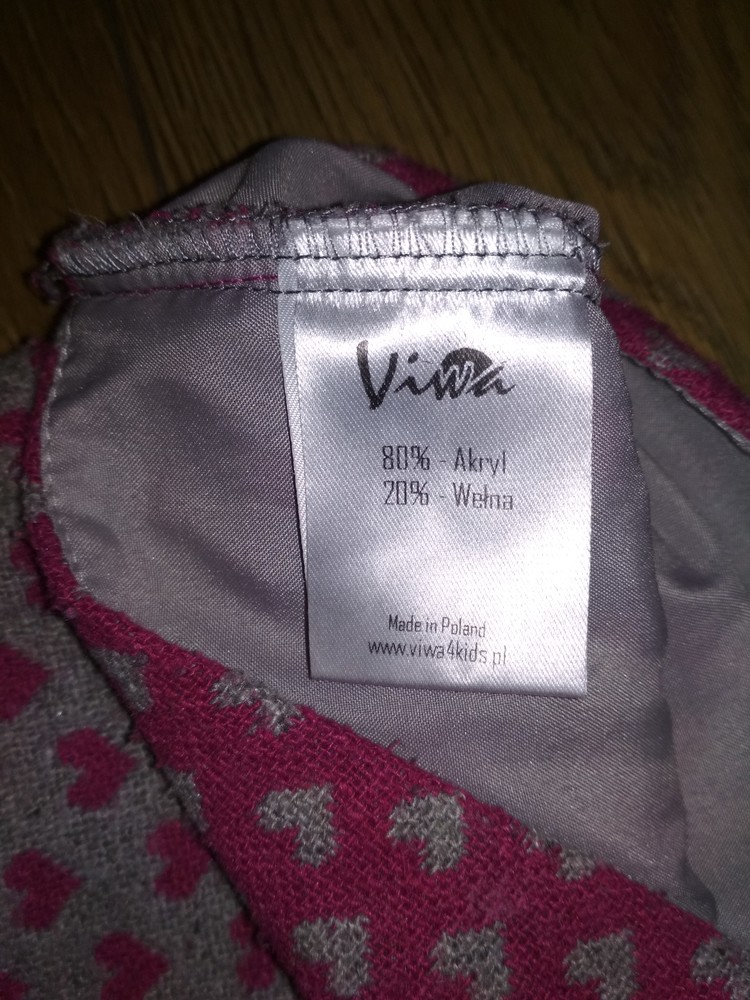 Viwa
80% - Akryl
20% - Wełna
Made in Poland
www.viwa4kids.pl